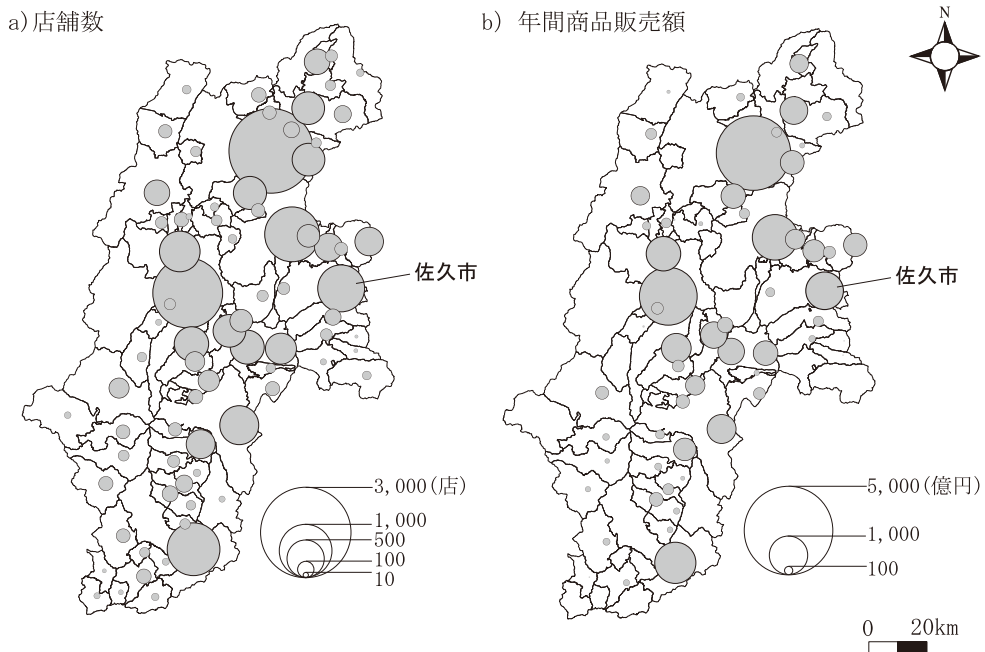 a)店舗数
b) 年間商品販売額
N
佐久市
佐久市
3,000(店)
1,000
500
100
10
5,000(億円)
1,000
100
0 20km